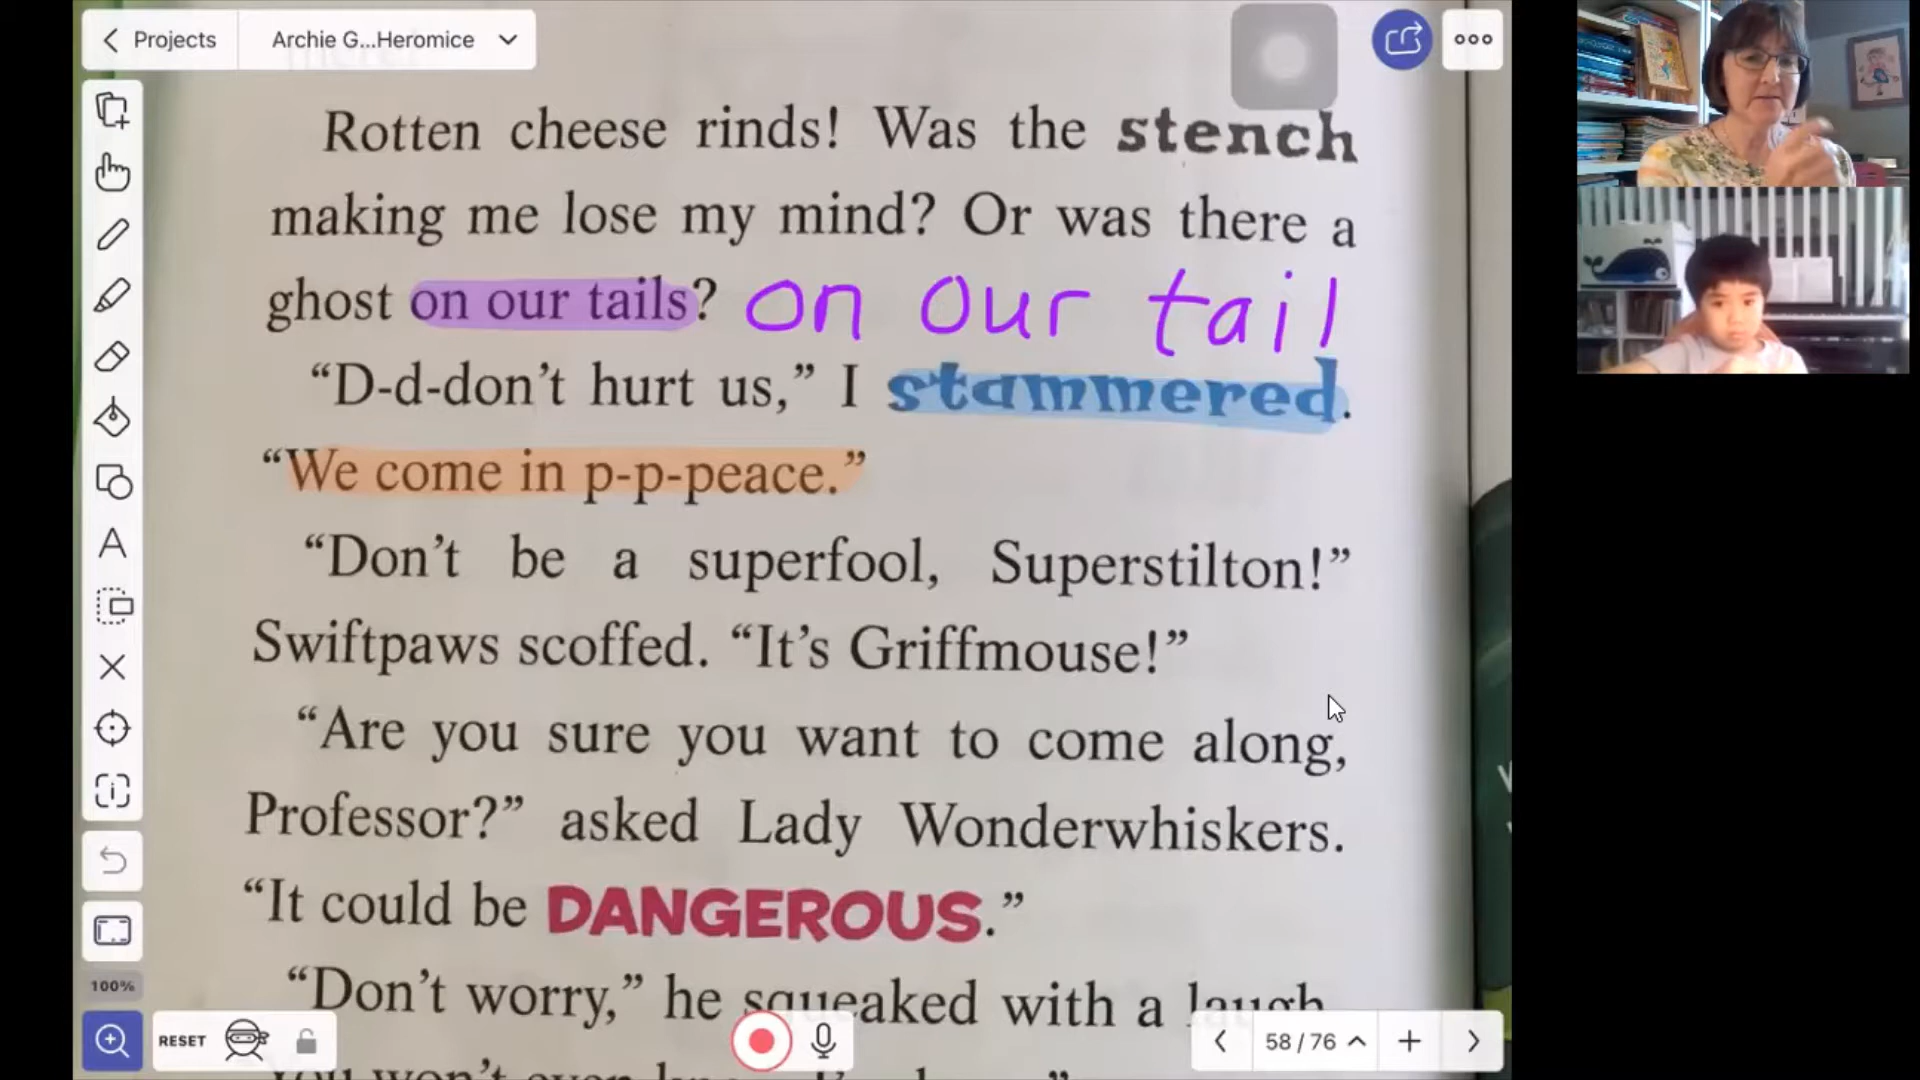 Projects
Archie G...Heromice
Rotten cheese rinds! Was the stench
making me lose my mind? Or was there a
ghost on our tails? on our tail
“D-d-don’t hurt us,” I stammered.
“We come in p-p-peace.”
“Don’t be a superfool, Superstilton!”
Swiftpaws scoffed. “It’s Griffmouse!”
“Are you sure you want to come along,
Professor?” asked Lady Wonderwhiskers.
“It could be DANGEROUS.”
“Don’t worry,” he squeaked with a laugh.
100%
RESET
58 / 76